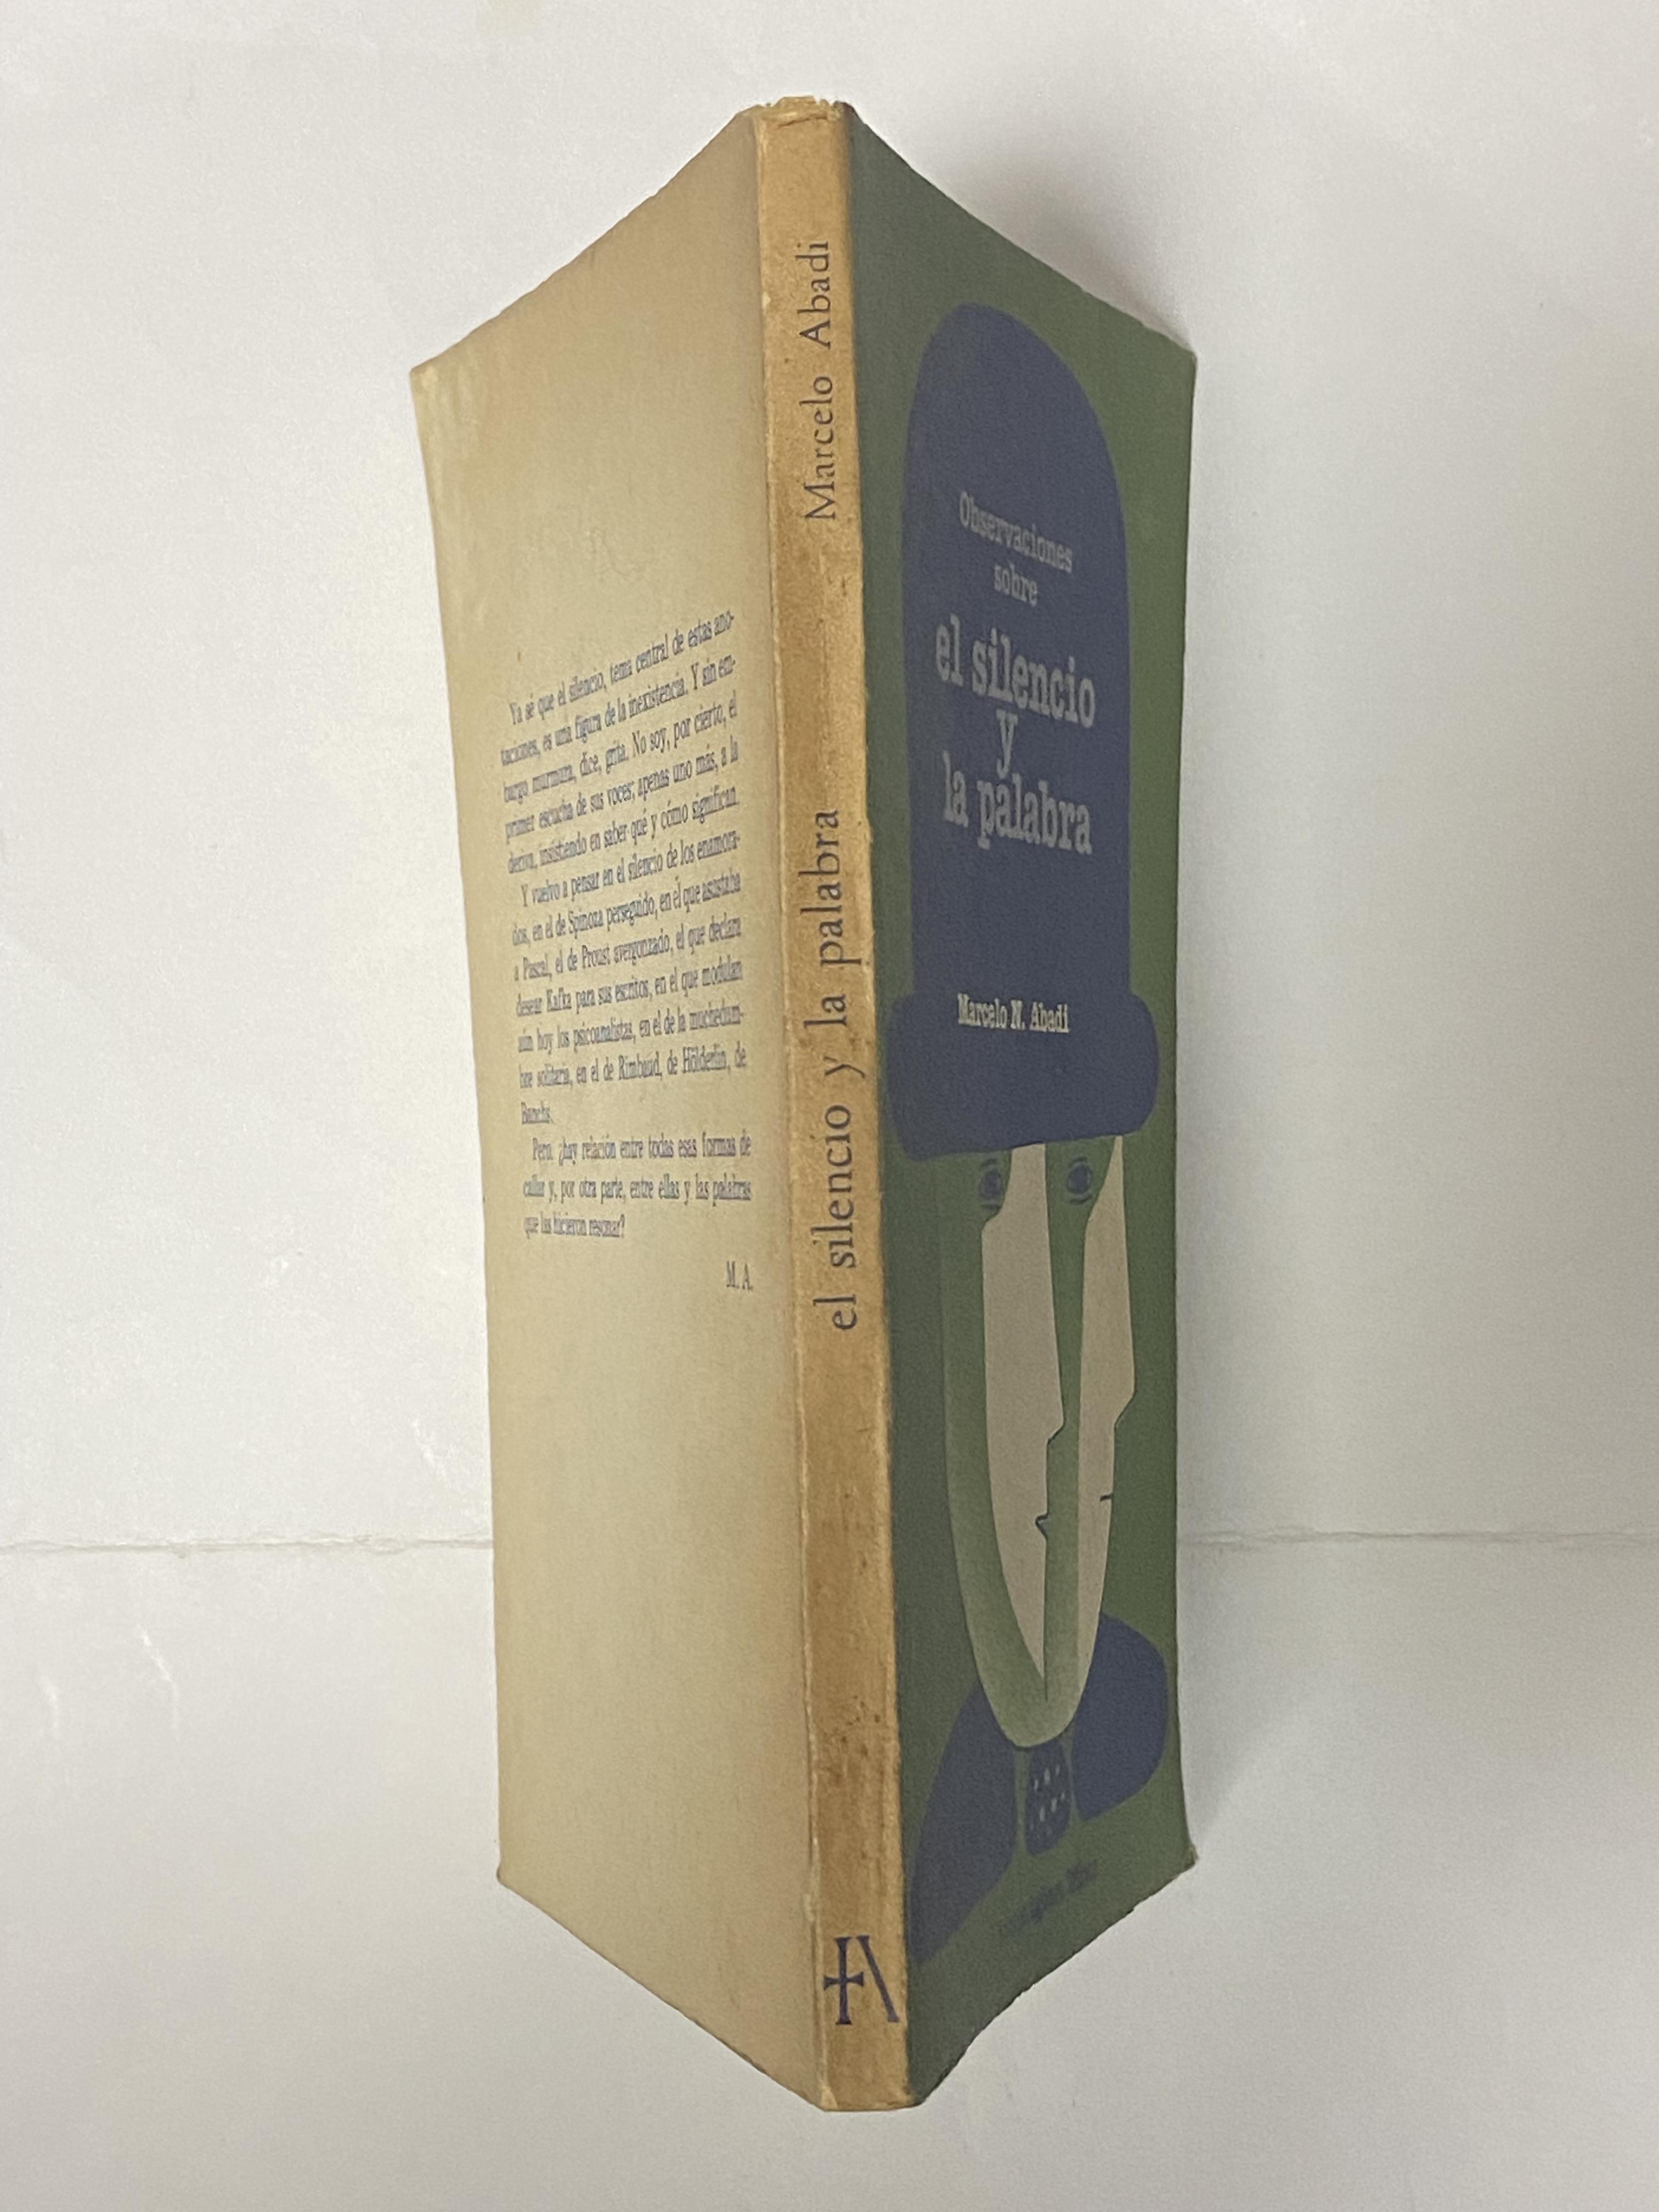 Ya sé que el silencio, tema central de estas ano-
taciones, es una figura de la inexistencia. Y sin em-
bargo murmura, dice, grita. No soy, por cierto, el
primer escucha de sus voces; apenas uno más, a la
deriva, insistiendo en saber qué y cómo significan.
Y vuelvo a pensar en el silencio de los enamora-
dos, en el de Spinoza perseguido, en el que asustaba
a Pascal, el de Proust avergonzado, el que declara
desear Kafka para sus escritos, en el que modulan
aún hoy los psicoanalistas, en el de la muchedum-
bre solitaria, en el de Rimbaud, de Hölderlin, de
Banchs.
Pero, ¿hay relación entre todas esas formas de
callar y, por otra parte, entre ellas y las palabras
que las hicieron resonar?
M. A.
Marcelo Abadi
el silencio y la palabra
Observaciones
sobre
el silencio
y
la palabra
Marcelo N. Abadi